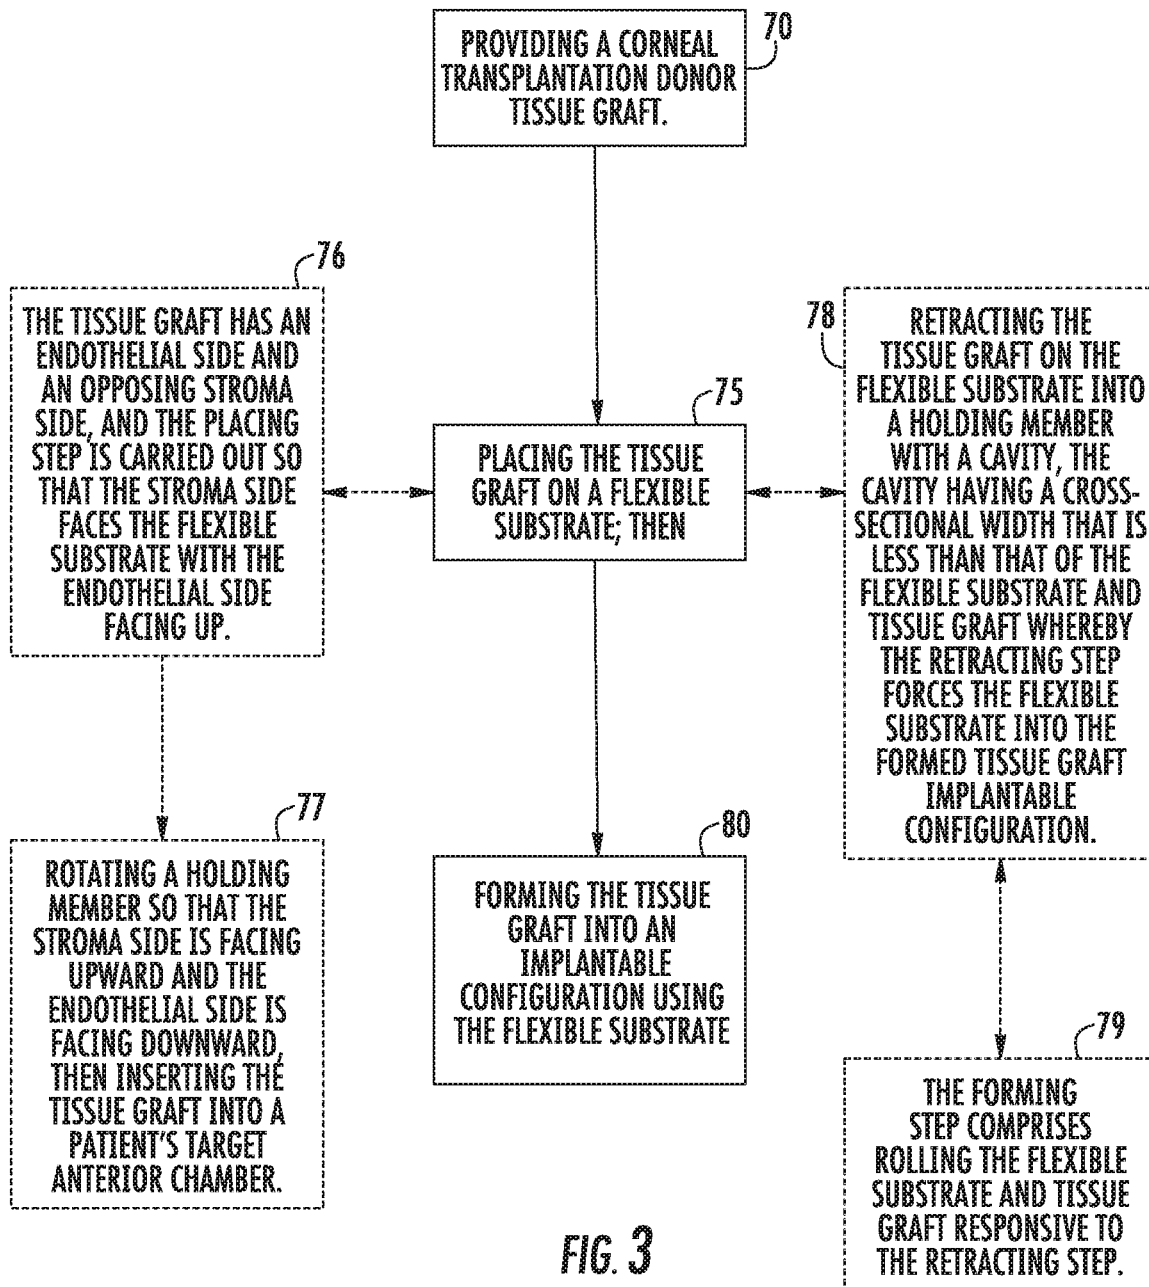 70
PROVIDING A CORNEAL
TRANSPLANTATION DONOR
TISSUE GRAFT.
76
THE TISSUE GRAFT HAS AN
ENDOTHELIAL SIDE AND
AN OPPOSING STROMA
SIDE, AND THE PLACING
STEP IS CARRIED OUT SO
THAT THE STROMA SIDE
FACES THE FLEXIBLE
SUBSTRATE WITH THE
ENDOTHELIAL SIDE
FACING UP.
75
PLACING THE TISSUE
GRAFT ON A FLEXIBLE
SUBSTRATE; THEN
78
RETRACTING THE
TISSUE GRAFT ON THE
FLEXIBLE SUBSTRATE INTO
A HOLDING MEMBER
WITH A CAVITY, THE
CAVITY HAVING A CROSS-
SECTIONAL WIDTH THAT IS
LESS THAN THAT OF THE
FLEXIBLE SUBSTRATE AND
TISSUE GRAFT WHEREBY
THE RETRACTING STEP
FORCES THE FLEXIBLE
SUBSTRATE INTO THE
FORMED TISSUE GRAFT
IMPLANTABLE
CONFIGURATION.
77
ROTATING A HOLDING
MEMBER SO THAT THE
STROMA SIDE IS FACING
UPWARD AND THE
ENDOTHELIAL SIDE IS
FACING DOWNWARD,
THEN INSERTING THE
TISSUE GRAFT INTO A
PATIENT'S TARGET
ANTERIOR CHAMBER.
80
FORMING THE TISSUE
GRAFT INTO AN
IMPLANTABLE
CONFIGURATION USING
THE FLEXIBLE SUBSTRATE
79
THE FORMING
STEP COMPRISES
ROLLING THE FLEXIBLE
SUBSTRATE AND TISSUE
GRAFT RESPONSIVE TO
THE RETRACTING STEP.
FIG. 3